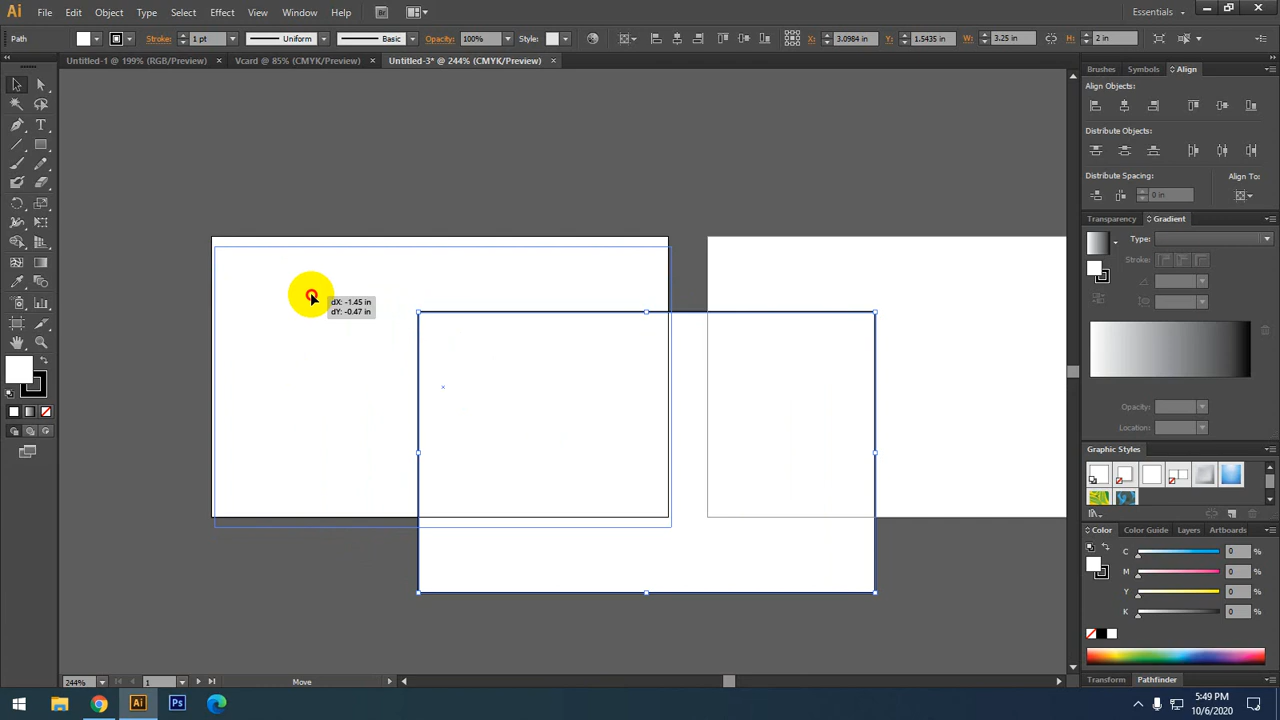 Ai File Edit Object Type Select Effect View Window Help Br Essentials
Path Stroke: 1 pt Uniform Basic Opacity: 100% Style: X: 3.0984 in Y: 1.5435 in W: 3.25 in H: 2 in
Untitled-1 @ 199% (RGB/Preview) × Vcard @ 85% (CMYK/Preview) × Untitled-3* @ 244% (CMYK/Preview) ×
Brushes Symbols Align
Align Objects:
Distribute Objects:
Distribute Spacing: Align To:
0 in
Transparency Gradient
Type:
Stroke:
Opacity:
Location:
dX: -1.45 in
dY: -0.47 in
Graphic Styles
Color Color Guide Layers Artboards
C 0 %
M 0 %
Y 0 %
K 0 %
Transform Pathfinder
244% 1 Move
Ai Ps
5:49 PM
10/6/2020